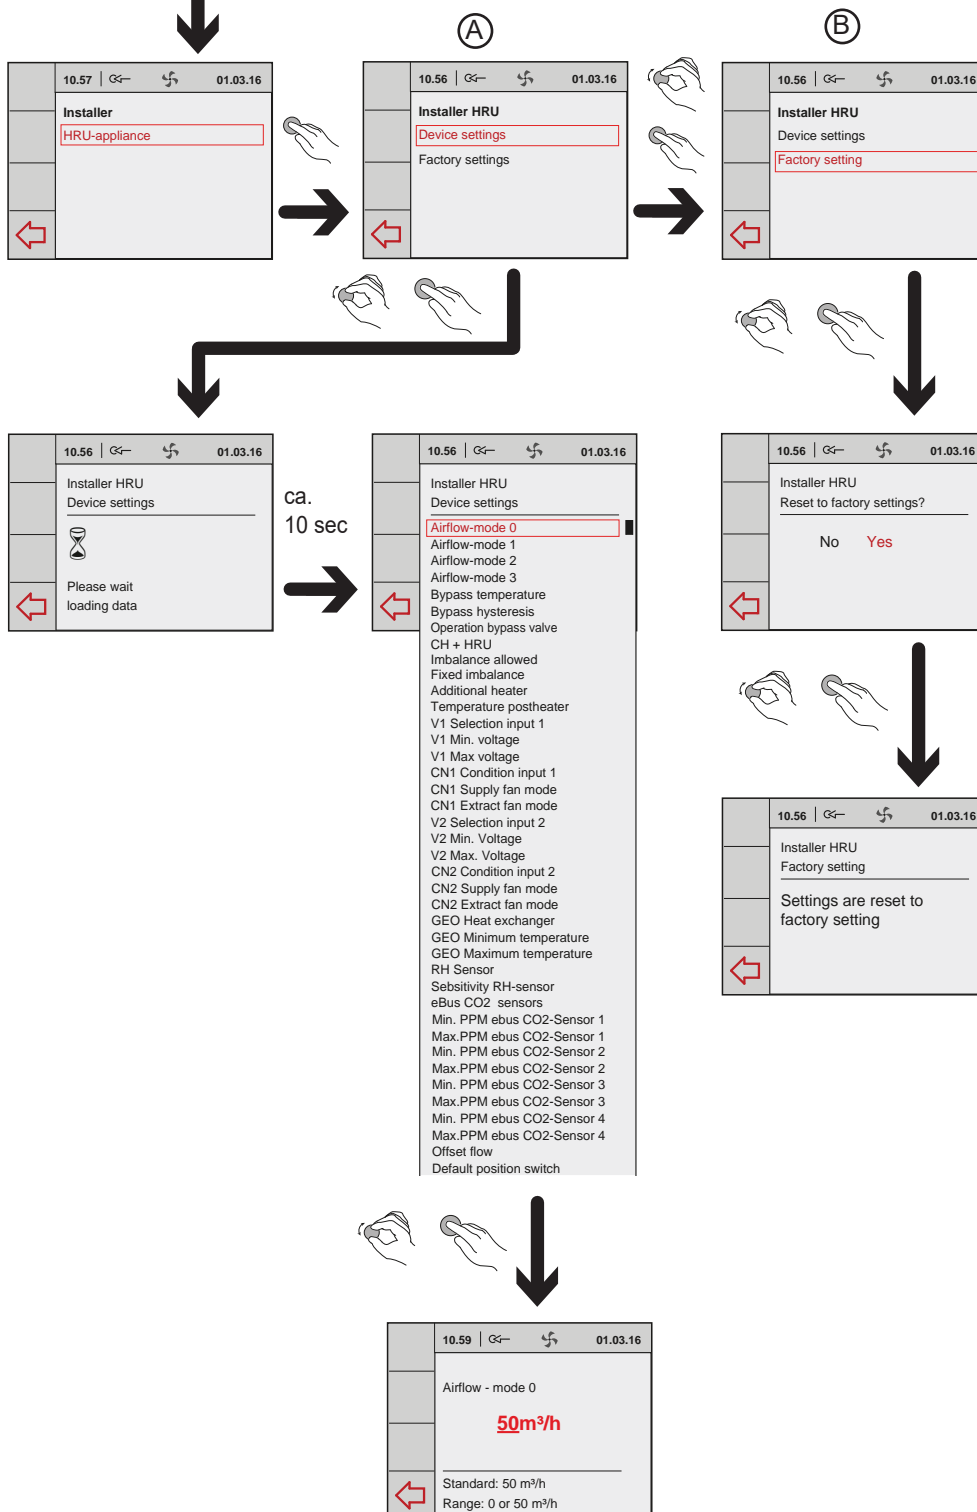 A
B
10.57 01.03.16
Installer
HRU-appliance
10.56 01.03.16
Installer HRU
Device settings
Factory settings
10.56 01.03.16
Installer HRU
Device settings
Factory setting
10.56 01.03.16
Installer HRU
Device settings
Please wait
loading data
ca.
10 sec
10.56 01.03.16
Installer HRU
Device settings
Airflow-mode 0
Airflow-mode 1
Airflow-mode 2
Airflow-mode 3
Bypass temperature
Bypass hysteresis
Operation bypass valve
CH + HRU
Imbalance allowed
Fixed imbalance
Additional heater
Temperature postheater
V1 Selection input 1
V1 Min. voltage
V1 Max voltage
CN1 Condition input 1
CN1 Supply fan mode
CN1 Extract fan mode
V2 Selection input 2
V2 Min. Voltage
V2 Max. Voltage
CN2 Condition input 2
CN2 Supply fan mode
CN2 Extract fan mode
GEO Heat exchanger
GEO Minimum temperature
GEO Maximum temperature
RH Sensor
Sebsitivity RH-sensor
eBus CO2 sensors
Min. PPM ebus CO2-Sensor 1
Max.PPM ebus CO2-Sensor 1
Min. PPM ebus CO2-Sensor 2
Max.PPM ebus CO2-Sensor 2
Min. PPM ebus CO2-Sensor 3
Max.PPM ebus CO2-Sensor 3
Min. PPM ebus CO2-Sensor 4
Max.PPM ebus CO2-Sensor 4
Offset flow
Default position switch
10.56 01.03.16
Installer HRU
Reset to factory settings?
No Yes
10.56 01.03.16
Installer HRU
Factory setting
Settings are reset to
factory setting
10.59 01.03.16
Airflow - mode 0
50m³/h
Standard: 50 m³/h
Range: 0 or 50 m³/h